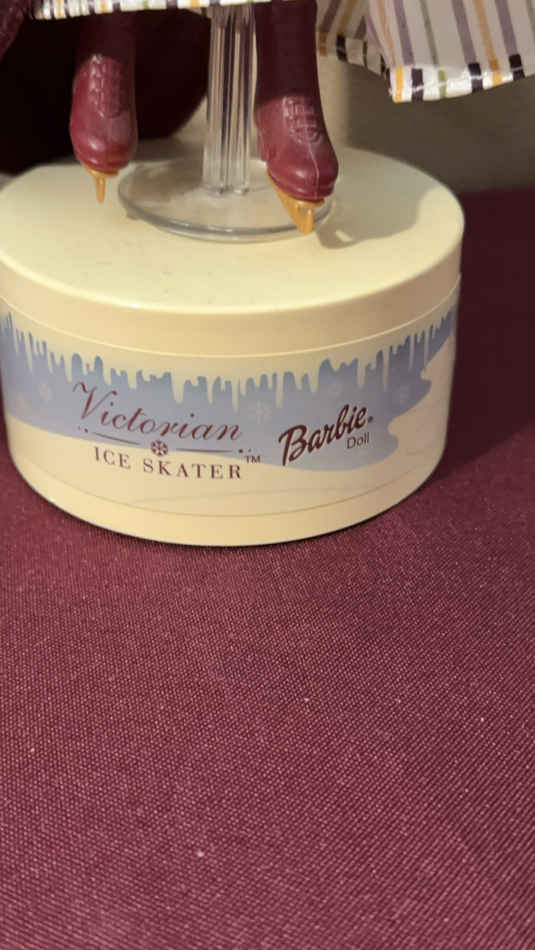 Victorian
ICE SKATER™
Barbie®
Doll